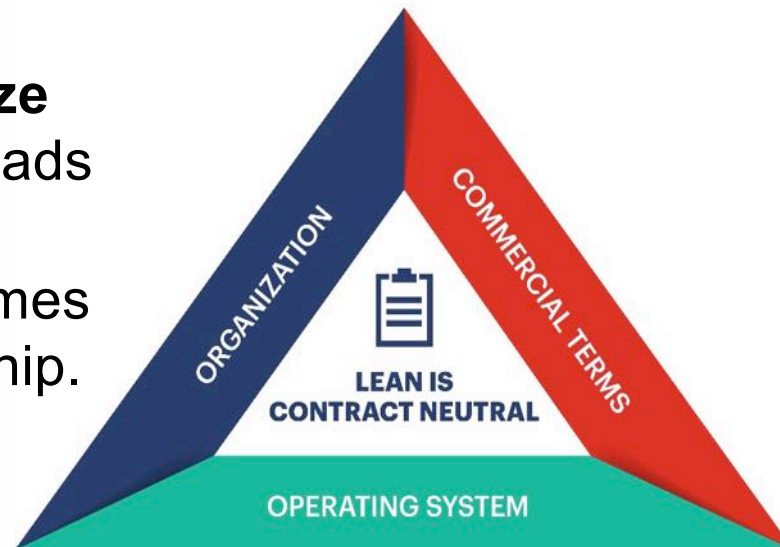 ze
ads
mes
hip.
ORGANIZATION
COMMERCIAL TERMS
LEAN IS
CONTRACT NEUTRAL
OPERATING SYSTEM